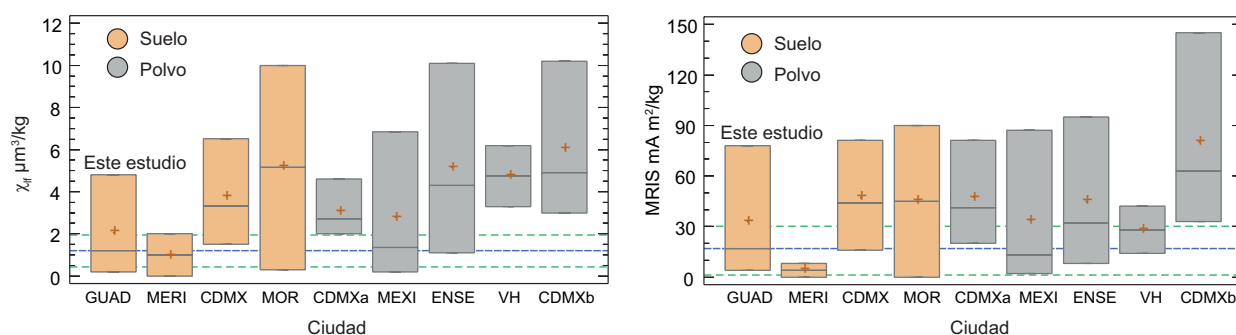 12
10
8
6
4
2
0
χlf μm³/kg
Suelo
Polvo
Este estudio
GUAD MERI CDMX MOR CDMXa MEXI ENSE VH CDMXb
Ciudad
150
120
90
60
30
0
MRIS mA m²/kg
Suelo
Polvo
Este estudio
GUAD MERI CDMX MOR CDMXa MEXI ENSE VH CDMXb
Ciudad